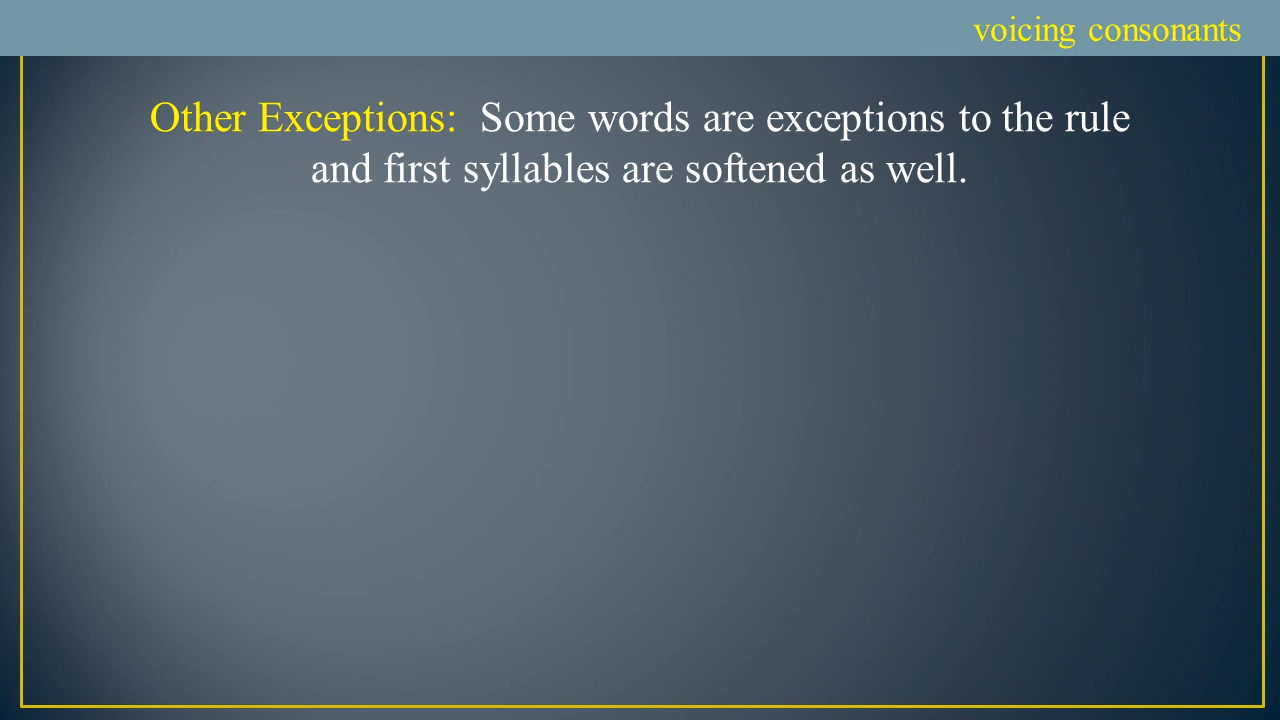 voicing consonants
Other Exceptions: Some words are exceptions to the rule
and first syllables are softened as well.